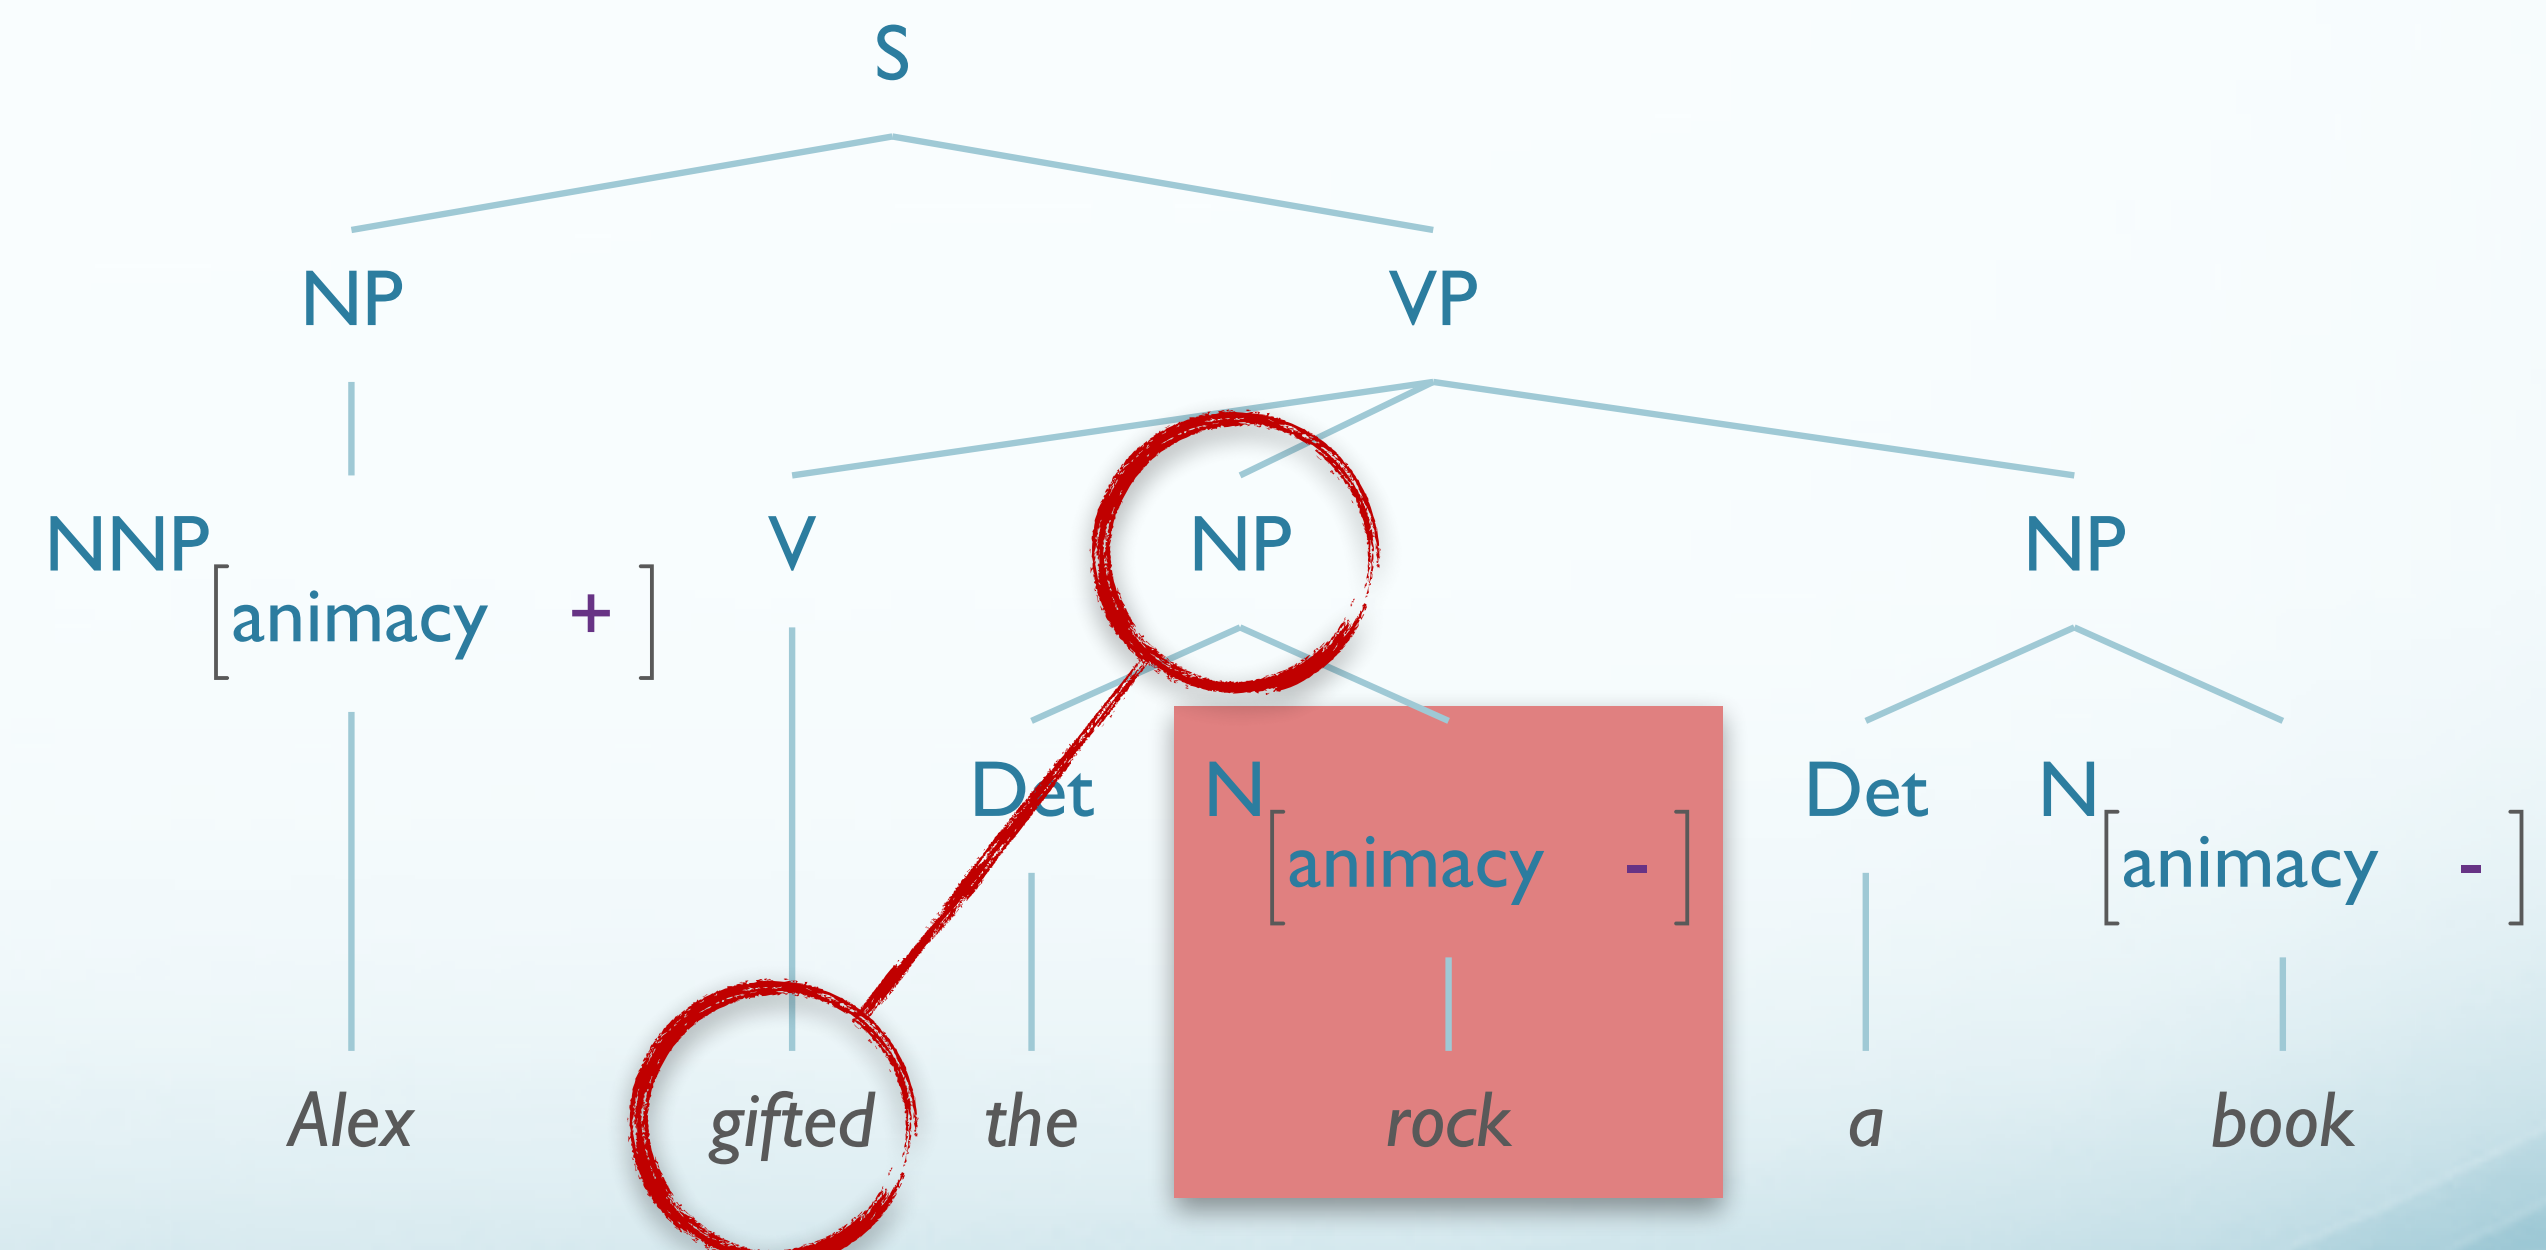 S
NP VP
NNP V NP NP
[animacy +]
Det N Det N
[animacy -] [animacy -]
Alex gifted the rock a book